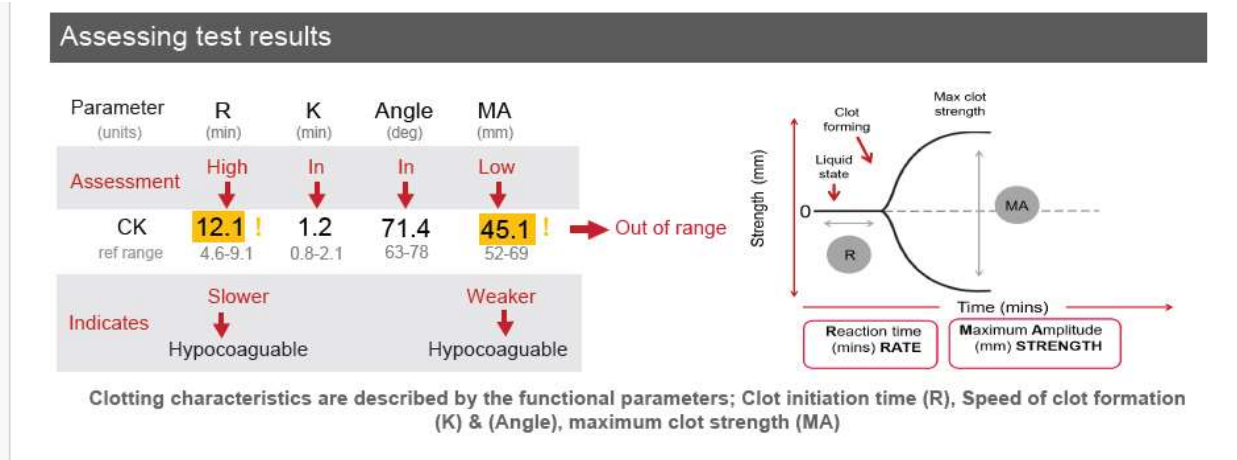 Assessing test results
Parameter R K Angle MA
(units) (min) (min) (deg) (mm)
Assessment High In In Low
CK 12.1 ! 1.2 71.4 45.1 ! Out of range
ref range 4.6-9.1 0.8-2.1 63-78 52-69
Indicates Slower Weaker
Hypocoaguable Hypocoaguable
Strength (mm)
0
Liquid
state
Clot
forming
Max clot
strength
R
MA
Time (mins)
Reaction time
(mins) RATE
Maximum Amplitude
(mm) STRENGTH
Clotting characteristics are described by the functional parameters; Clot initiation time (R), Speed of clot formation
(K) & (Angle), maximum clot strength (MA)